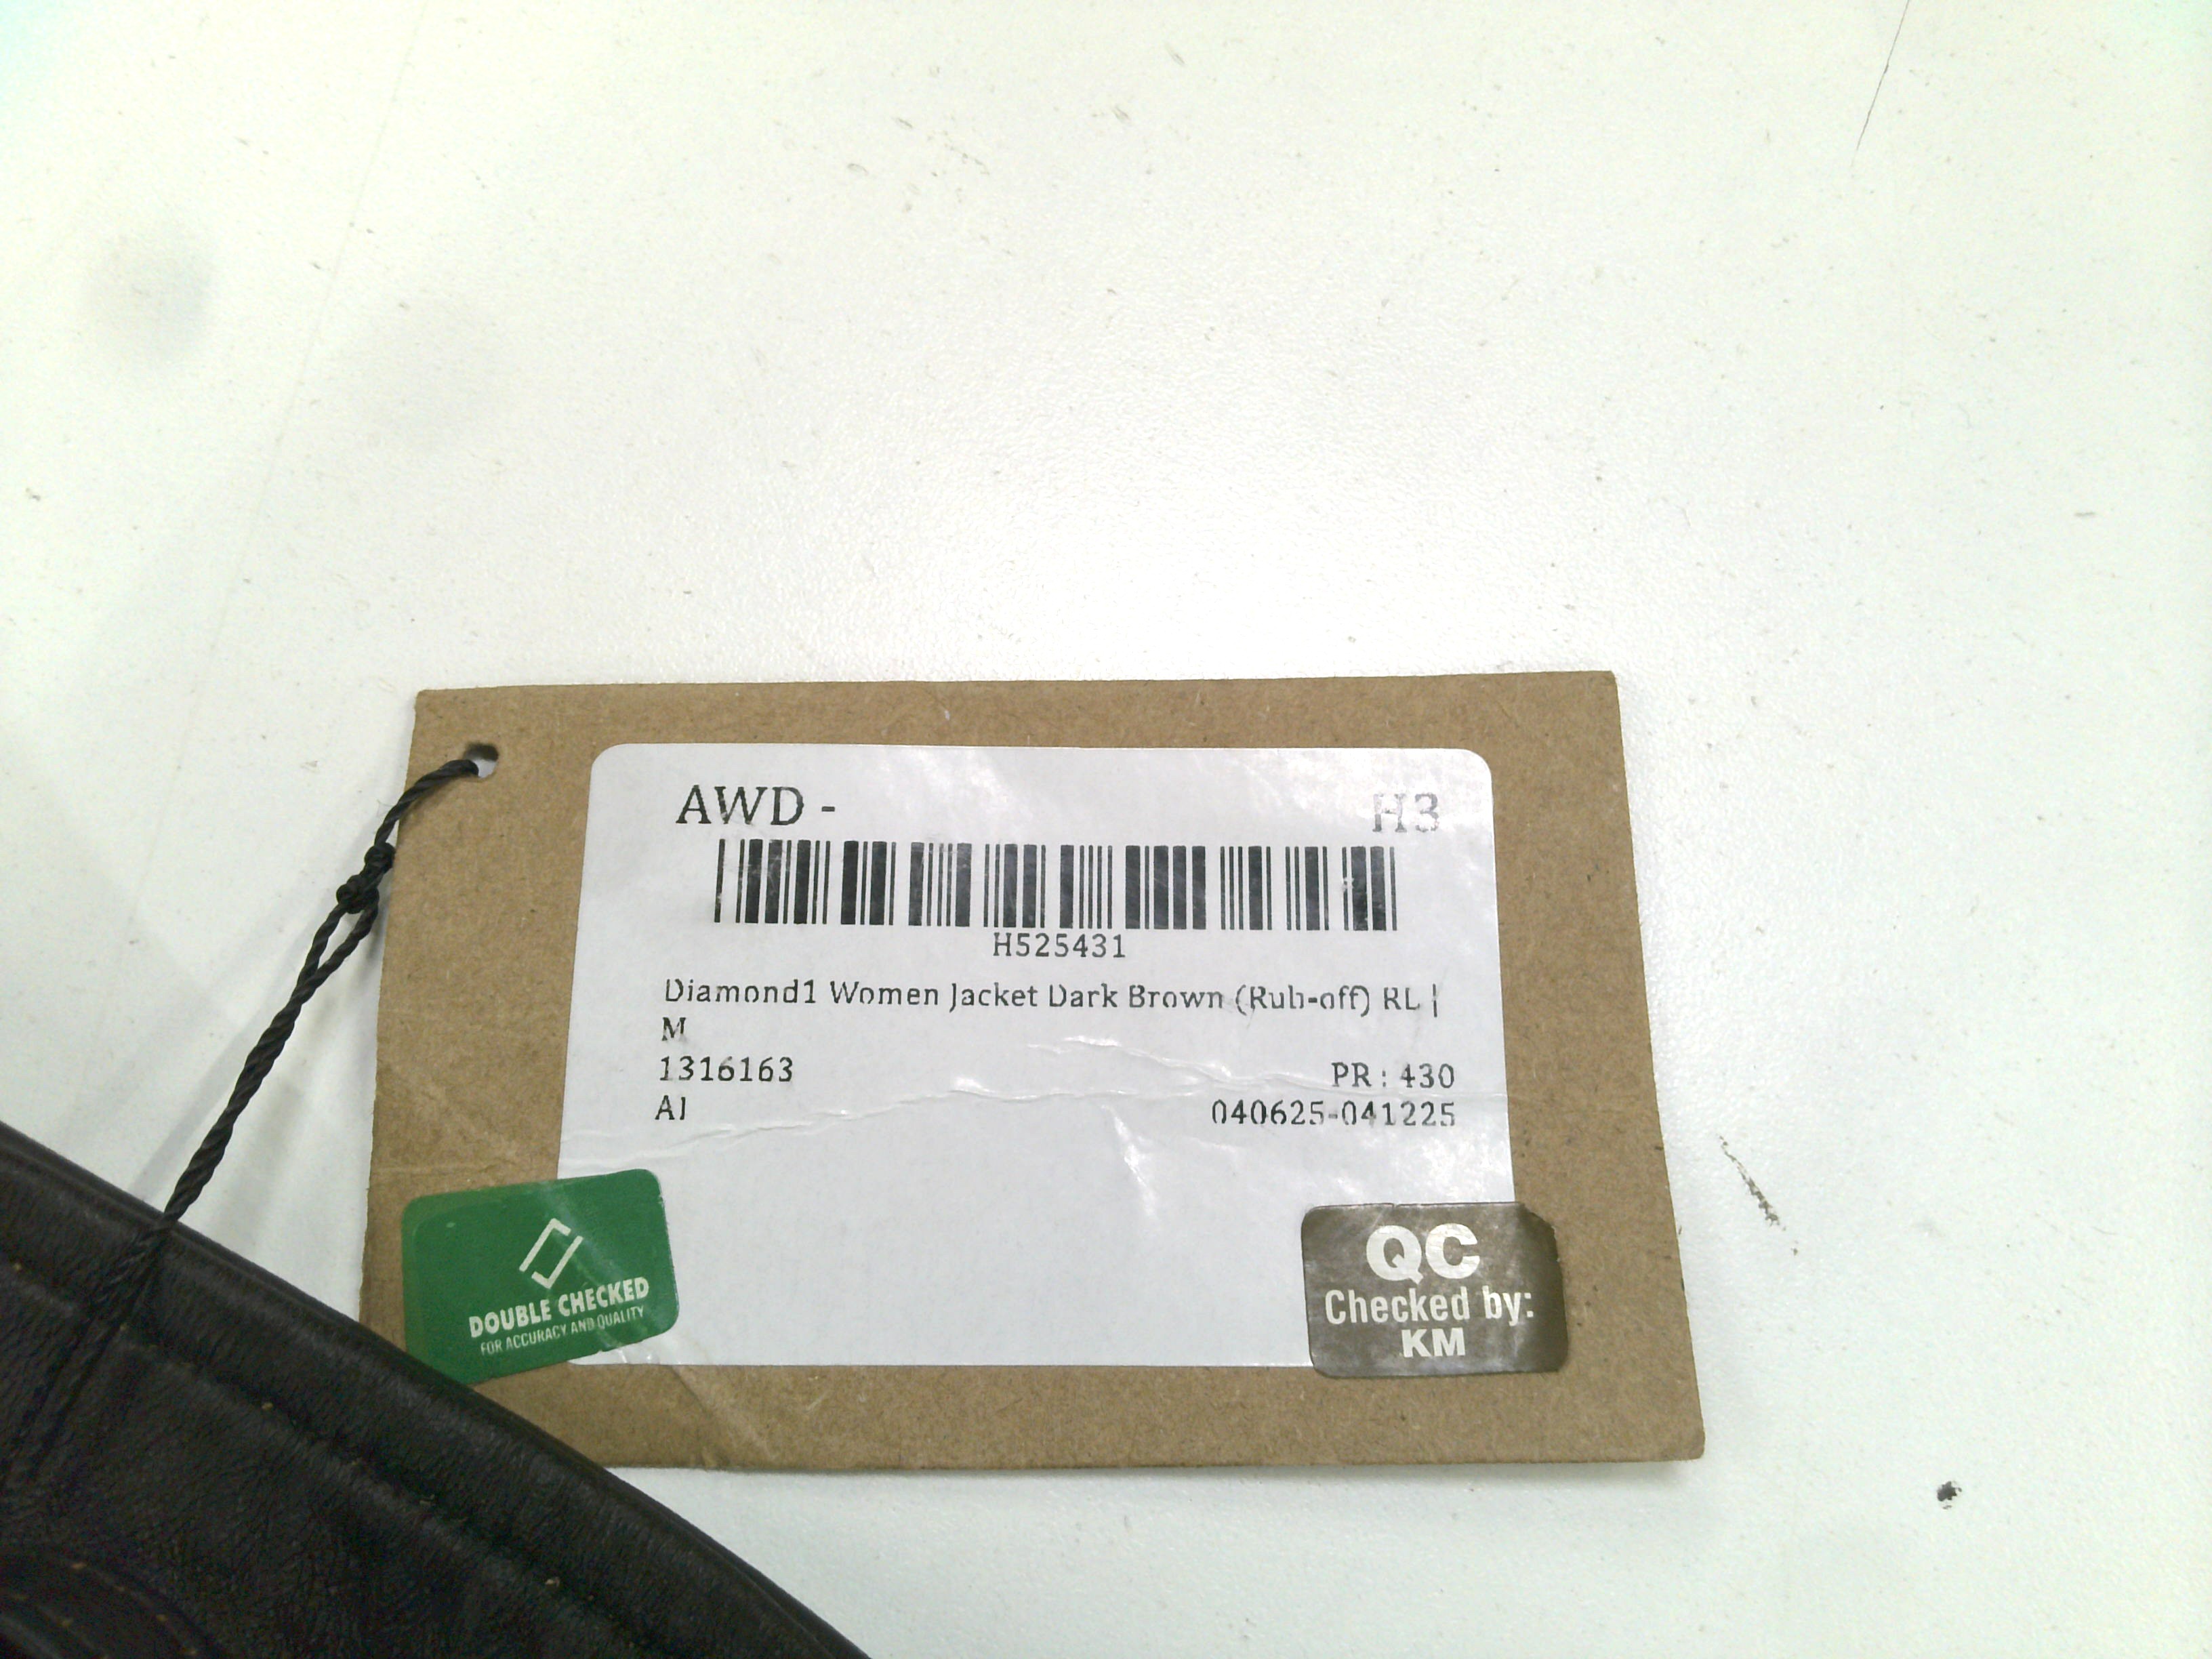 AWD - H3
H525431
Diamond1 Women Jacket Dark Brown (Rub-off) RL |
M
1316163 PR : 430
AI 040625-041225
DOUBLE CHECKED
FOR ACCURACY AND QUALITY
QC
Checked by:
KM